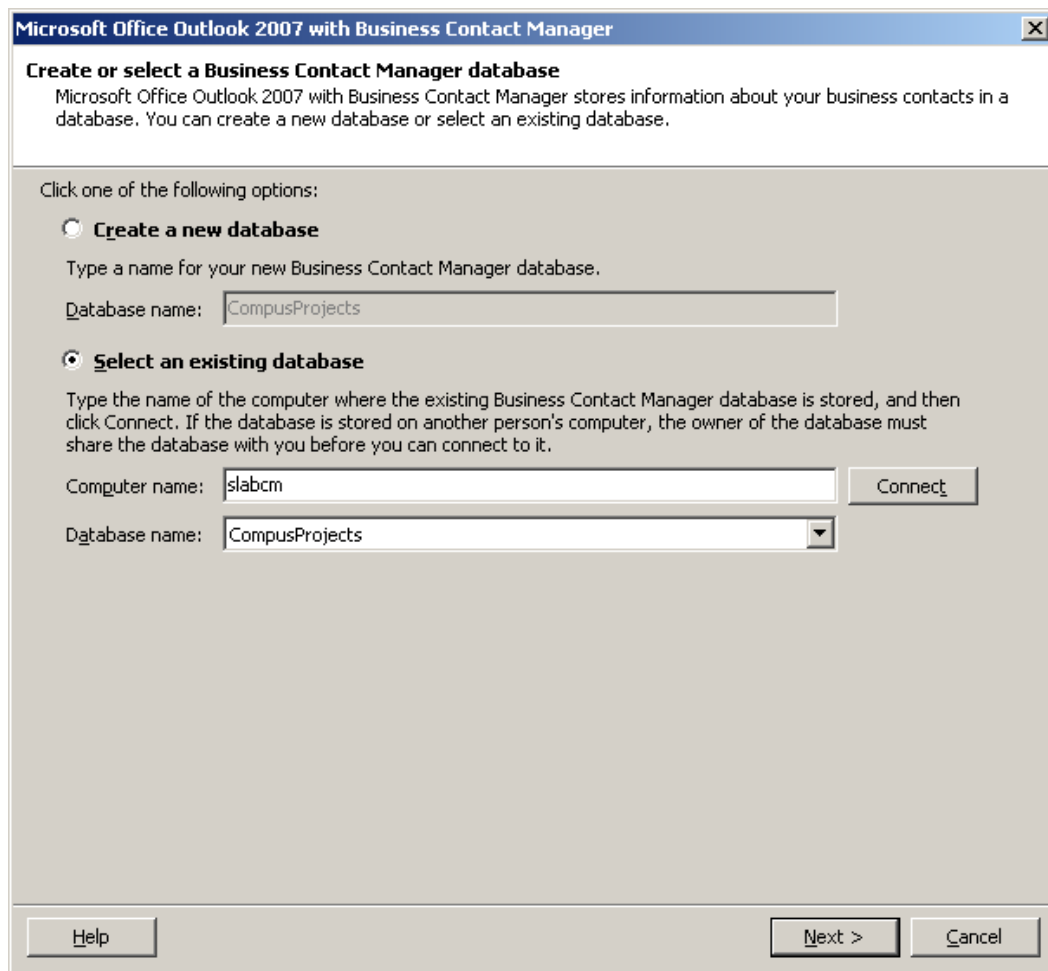 Microsoft Office Outlook 2007 with Business Contact Manager
Create or select a Business Contact Manager database
Microsoft Office Outlook 2007 with Business Contact Manager stores information about your business contacts in a
database. You can create a new database or select an existing database.
Click one of the following options:
Create a new database
Type a name for your new Business Contact Manager database.
Database name: CompusProjects
Select an existing database
Type the name of the computer where the existing Business Contact Manager database is stored, and then
click Connect. If the database is stored on another person's computer, the owner of the database must
share the database with you before you can connect to it.
Computer name: slabcm Connect
Database name: CompusProjects
Help Next > Cancel